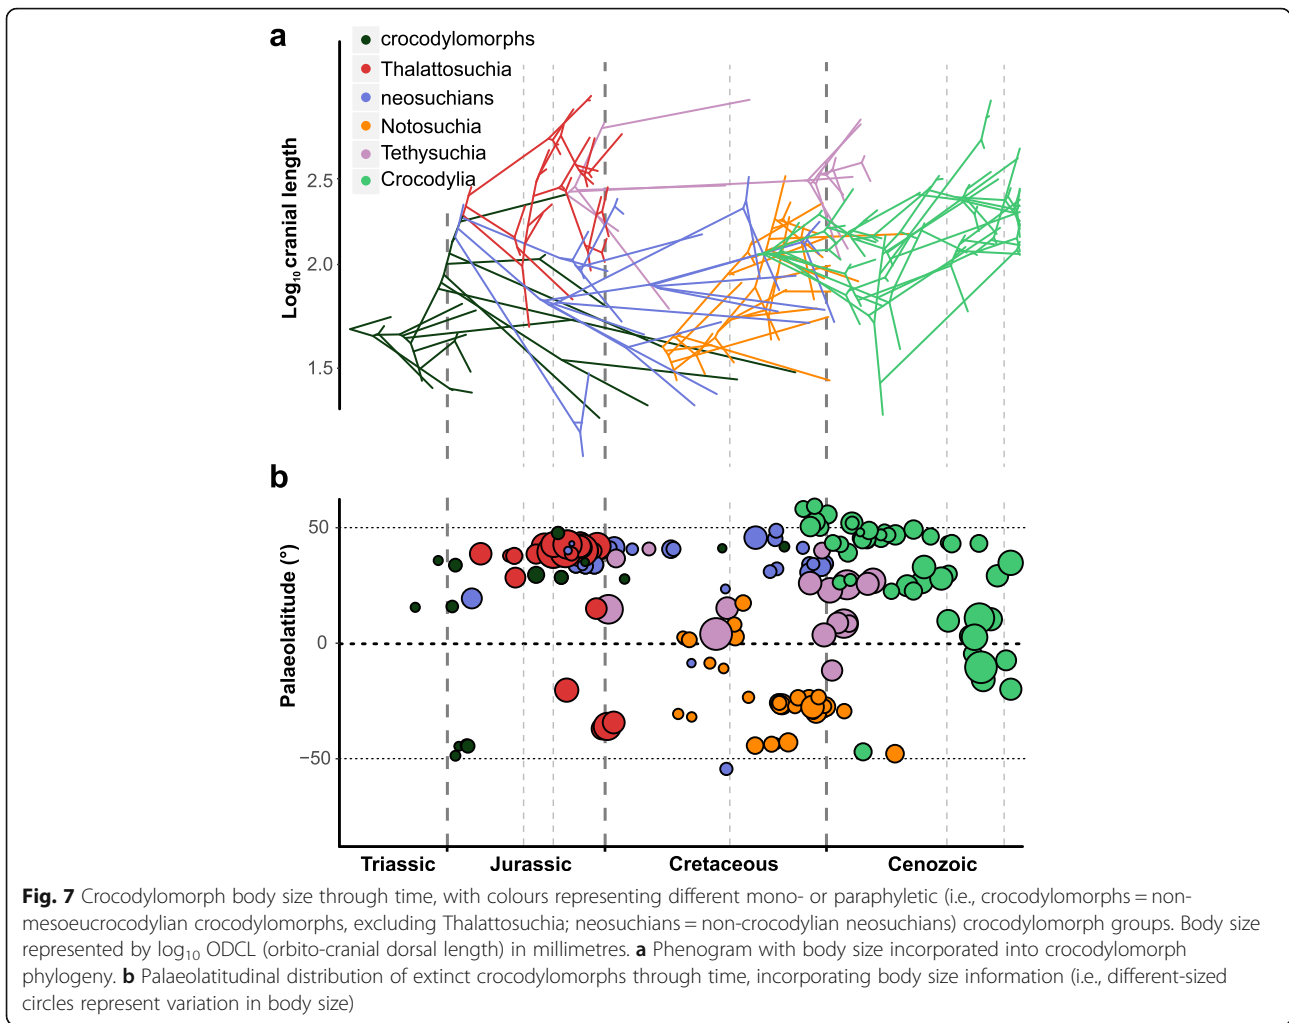 a
crocodylomorphs
Thalattosuchia
neosuchians
Notosuchia
Tethysuchia
Crocodylia
Log10 cranial length
2.5
2.0
1.5
b
Palaeolatitude (°)
50
0
−50
Triassic Jurassic Cretaceous Cenozoic
Fig. 7 Crocodylomorph body size through time, with colours representing different mono- or paraphyletic (i.e., crocodylomorphs = non-
mesoeucrocodylian crocodylomorphs, excluding Thalattosuchia; neosuchians = non-crocodylian neosuchians) crocodylomorph groups. Body size
represented by log10 ODCL (orbito-cranial dorsal length) in millimetres. a Phenogram with body size incorporated into crocodylomorph
phylogeny. b Palaeolatitudinal distribution of extinct crocodylomorphs through time, incorporating body size information (i.e., different-sized
circles represent variation in body size)